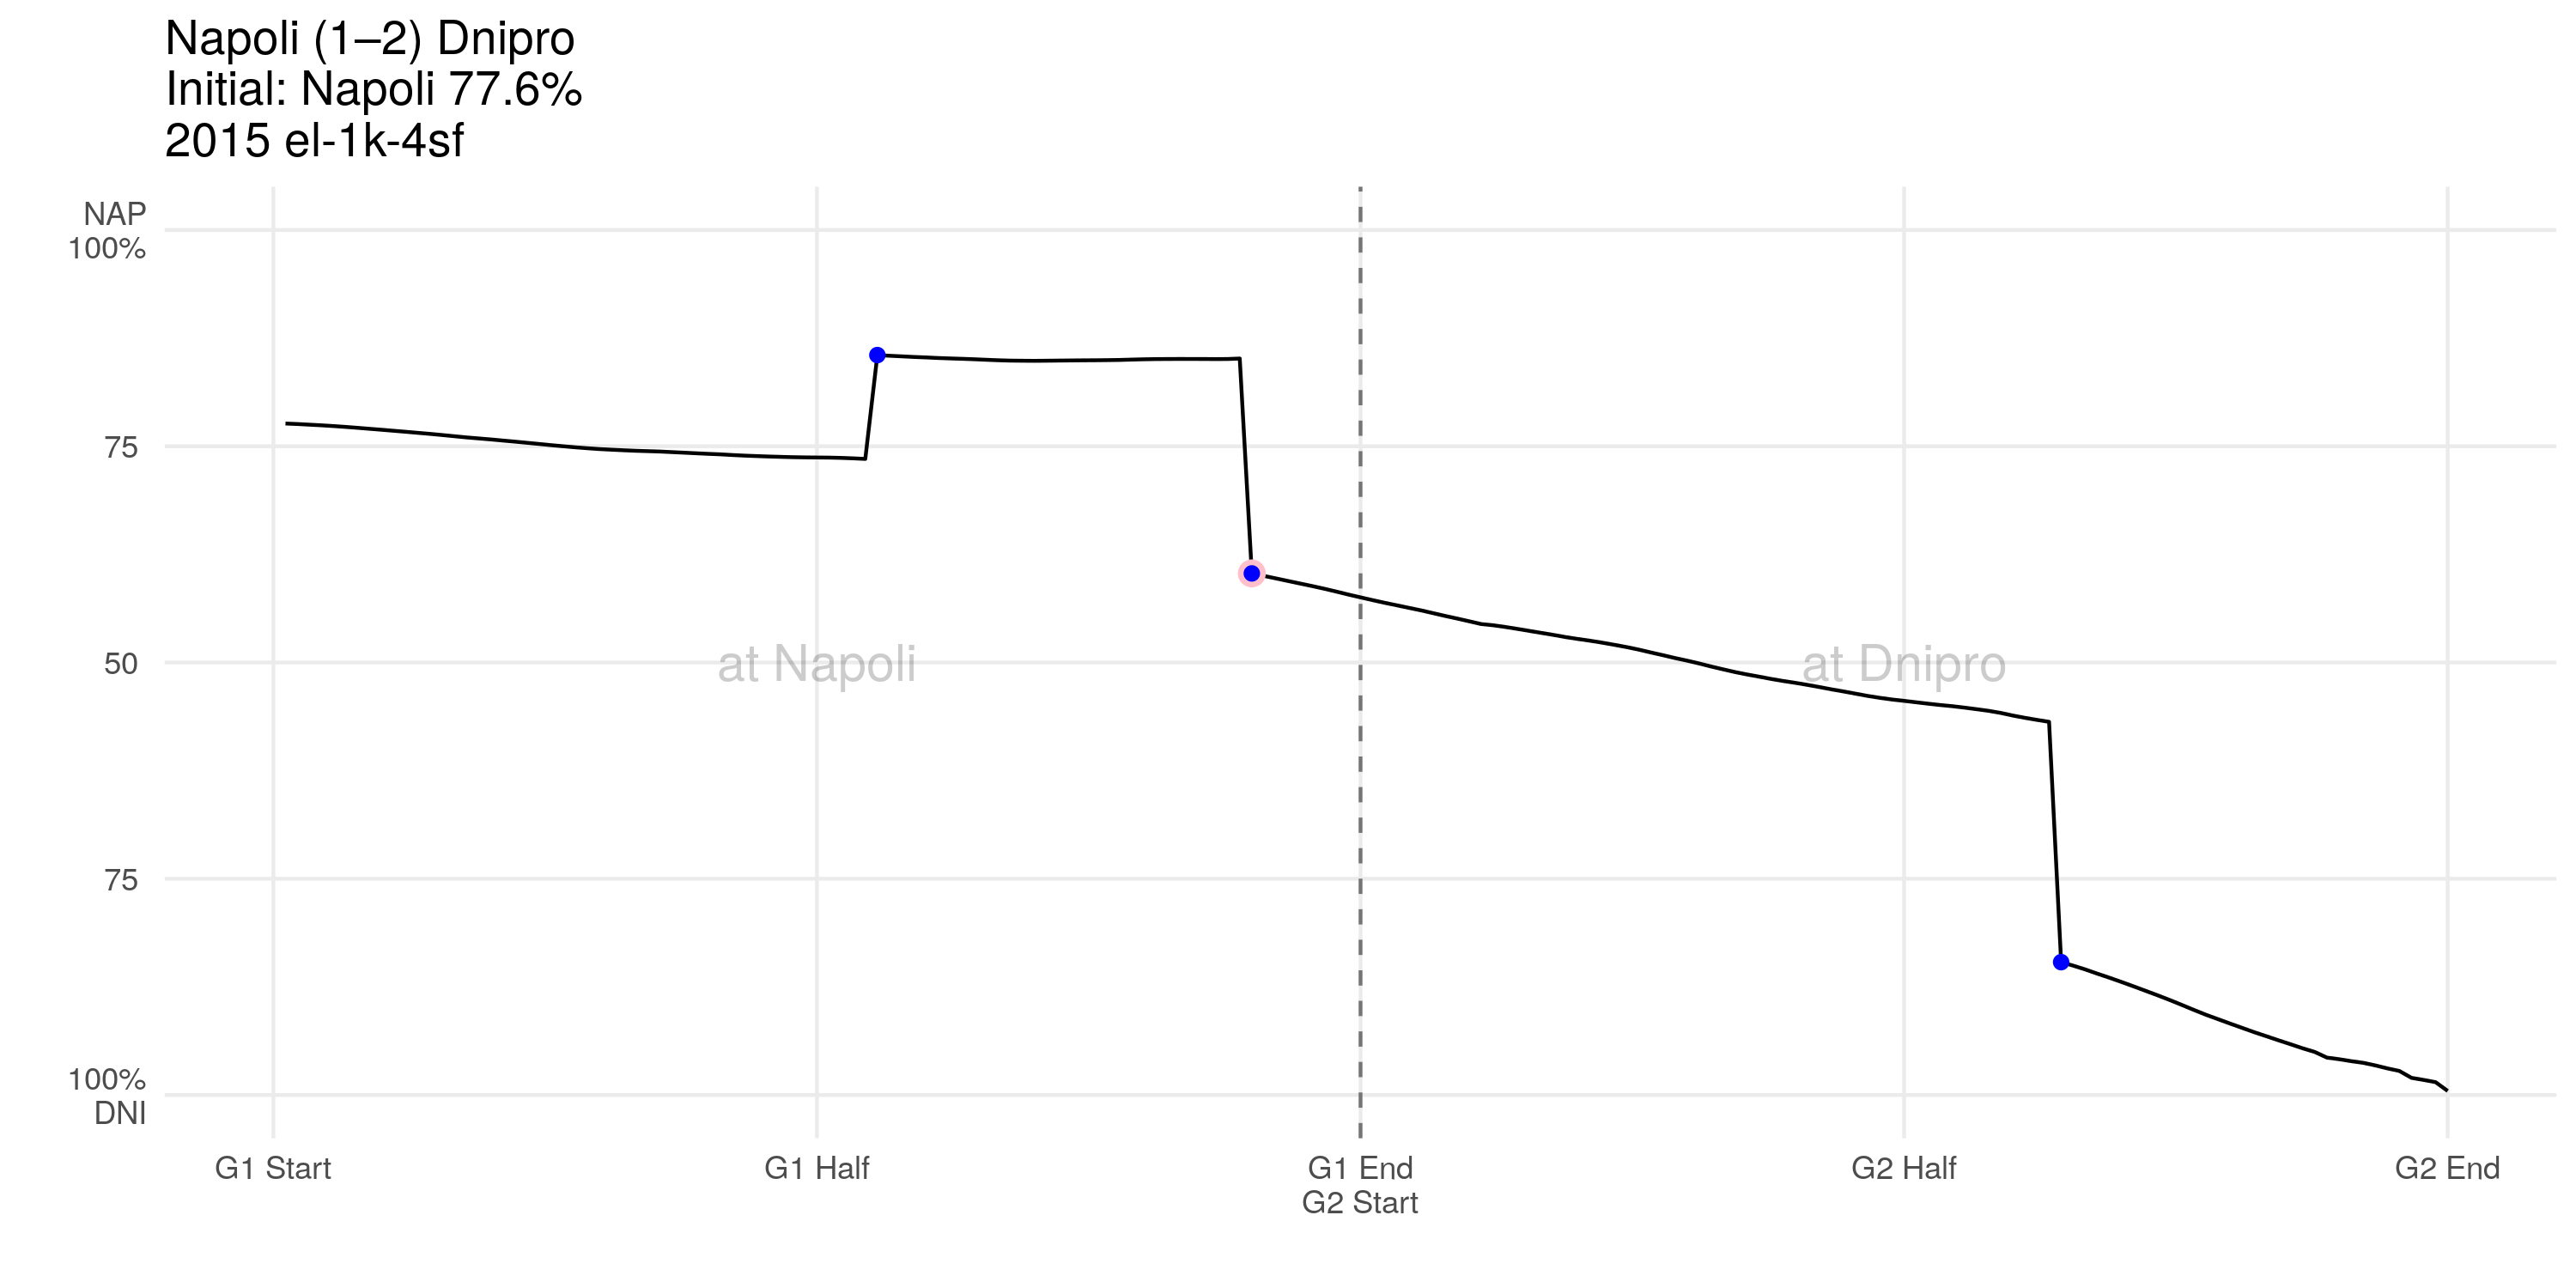 Napoli (1–2) Dnipro
Initial: Napoli 77.6%
2015 el-1k-4sf
NAP
100%
75
50
75
100%
DNI
at Napoli
at Dnipro
G1 Start
G1 Half
G1 End
G2 Start
G2 Half
G2 End